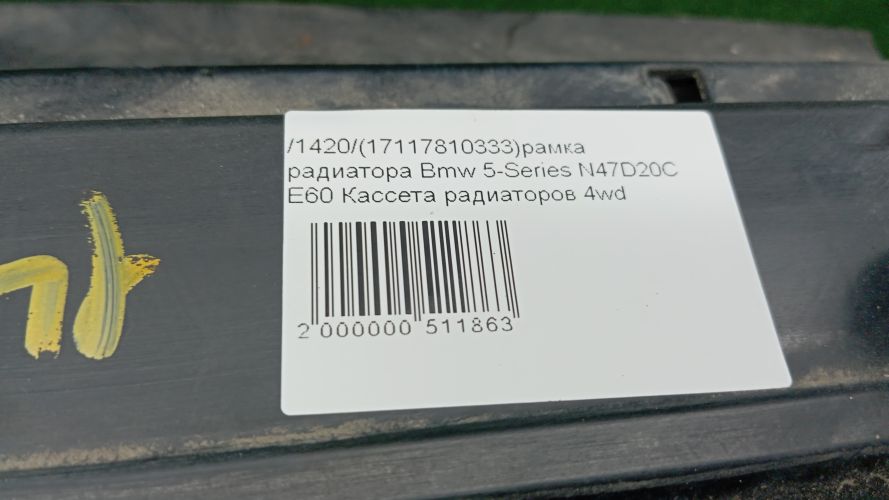 /1420/(17117810333)рамка
радиатора Bmw 5-Series N47D20C
E60 Кассета радиаторов 4wd
2 000000 511863